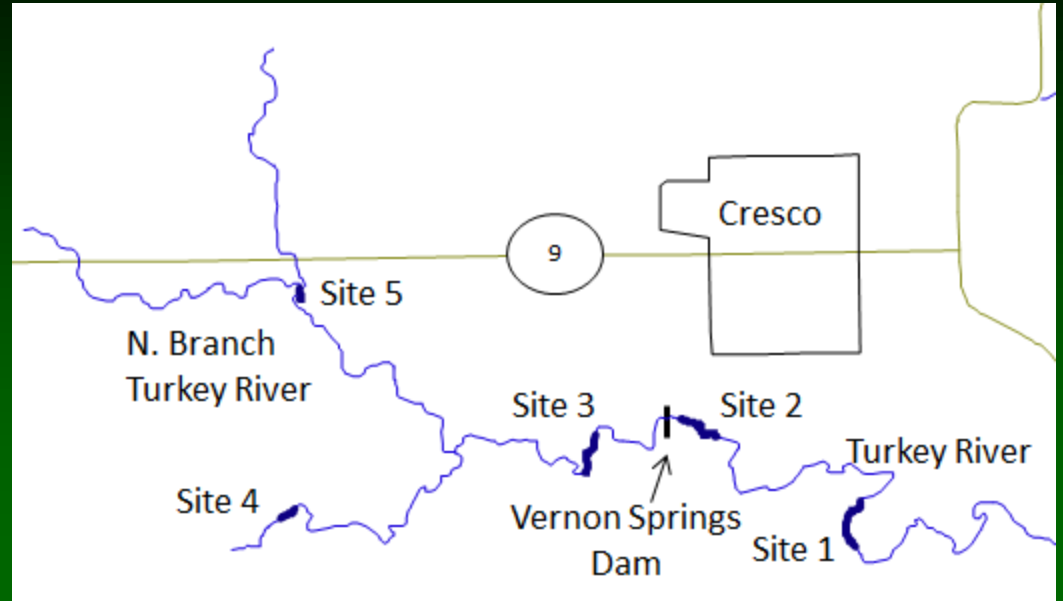 Cresco
9
Site 5
N. Branch
Turkey River
Site 3
Site 2
Turkey River
Site 4
Vernon Springs
Dam
Site 1